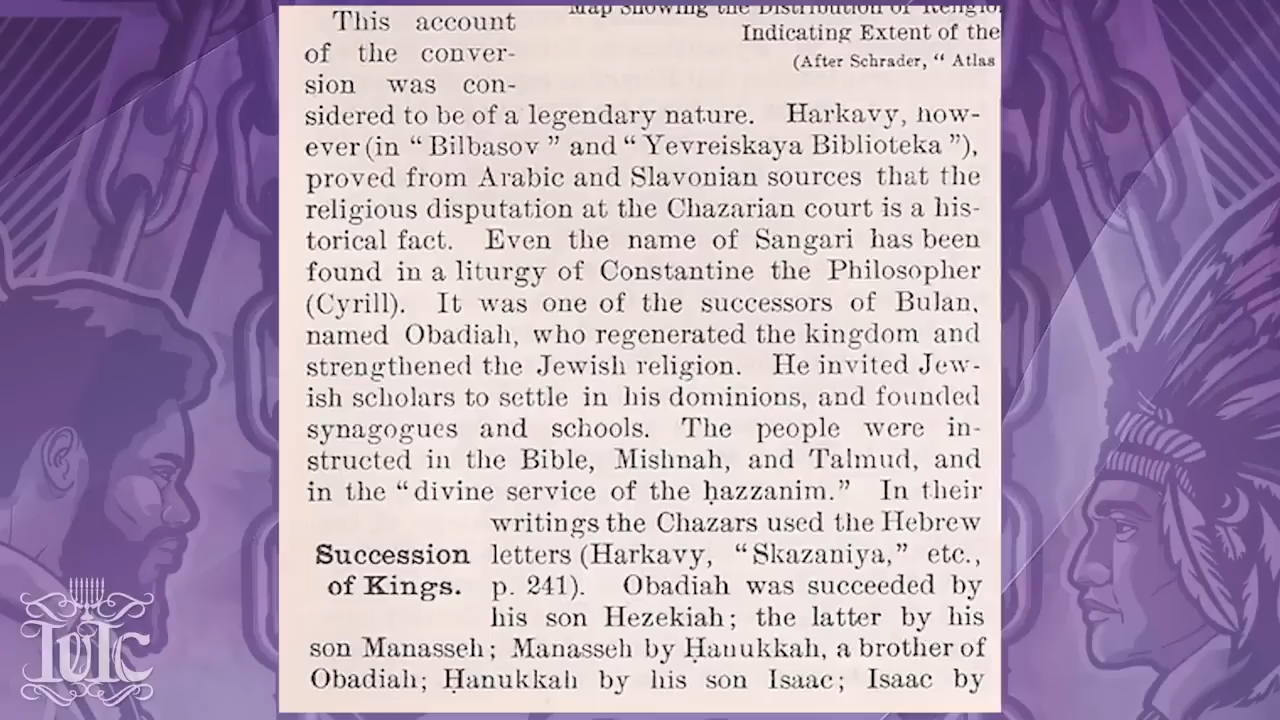 This account
of the conver-
sion was con-
Map Showing the Distribution of
Indicating Extent of the
(After Schrader, “ Atlas
sidered to be of a legendary nature. Harkavy, how-
ever (in “ Bilbasov ” and “ Yevreiskaya Biblioteka ”),
proved from Arabic and Slavonian sources that the
religious disputation at the Chazarian court is a his-
torical fact. Even the name of Sangari has been
found in a liturgy of Constantine the Philosopher
(Cyrill). It was one of the successors of Bulan,
named Obadiah, who regenerated the kingdom and
strengthened the Jewish religion. He invited Jew-
ish scholars to settle in his dominions, and founded
synagogues and schools. The people were in-
structed in the Bible, Mishnah, and Talmud, and
in the “divine service of the ḥazzanim.” In their
writings the Chazars used the Hebrew
Succession
of Kings.
letters (Harkavy, “Skazaniya,” etc.,
p. 241). Obadiah was succeeded by
his son Hezekiah; the latter by his
son Manasseh; Manasseh by Ḥanukkah, a brother of
Obadiah; Ḥanukkah by his son Isaac; Isaac by
IUIC